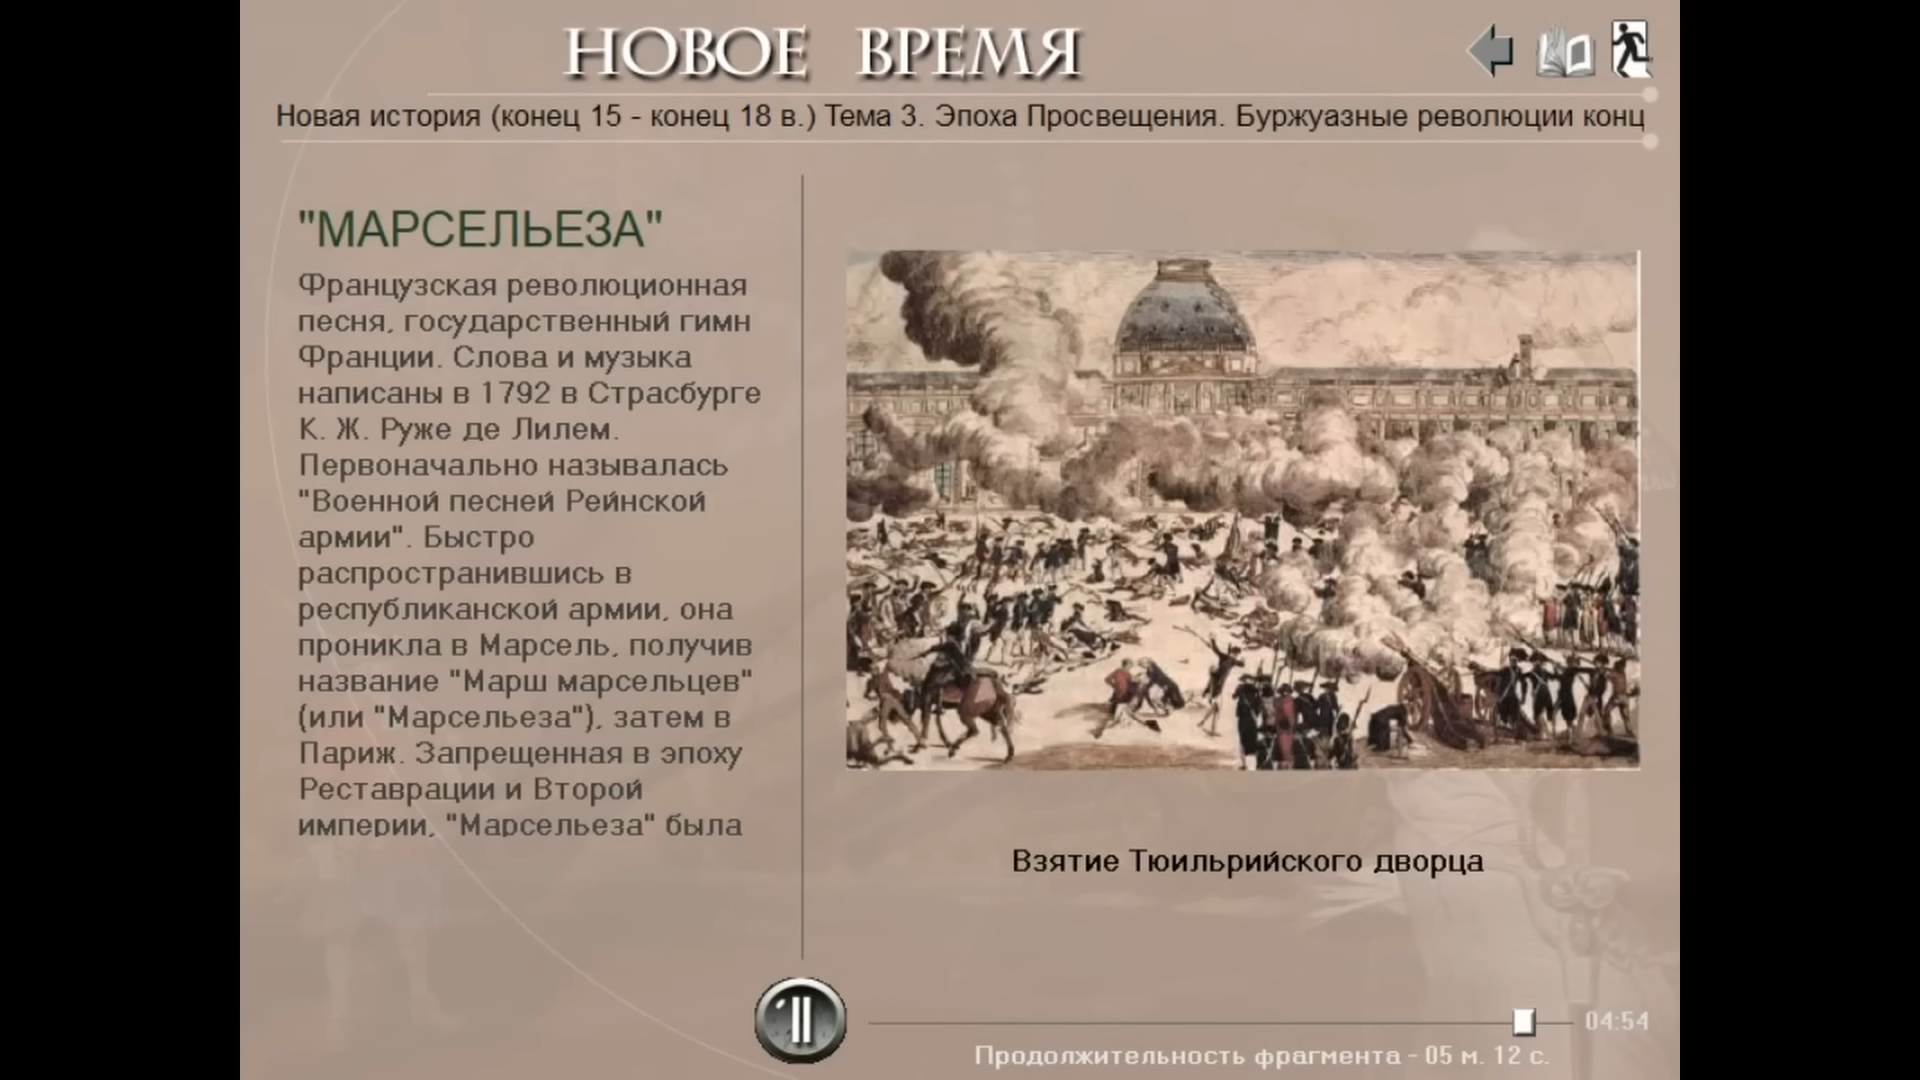 НОВОЕ ВРЕМЯ
Новая история (конец 15 - конец 18 в.) Тема 3. Эпоха Просвещения. Буржуазные революции конц
"МАРСЕЛЬЕЗА"
Французская революционная
песня, государственный гимн
Франции. Слова и музыка
написаны в 1792 в Страсбурге
К. Ж. Руже де Лилем.
Первоначально называлась
"Военной песней Рейнской
армии". Быстро
распространившись в
республиканской армии, она
проникла в Марсель, получив
название "Марш марсельцев"
(или "Марсельеза"), затем в
Париж. Запрещенная в эпоху
Реставрации и Второй
империи, "Марсельеза" была
Взятие Тюильрийского дворца
04:54
Продолжительность фрагмента - 05 м. 12 с.